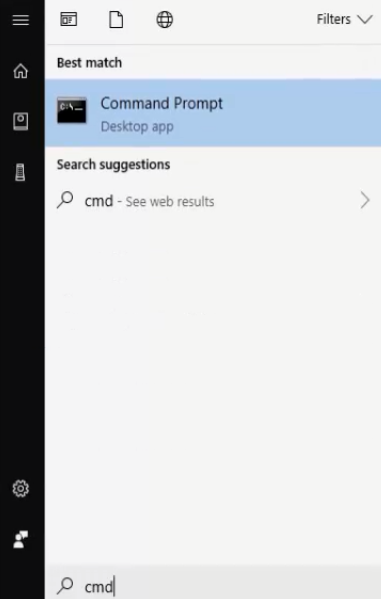 Filters
Best match
Command Prompt
Desktop app
Search suggestions
cmd - See web results
cmd